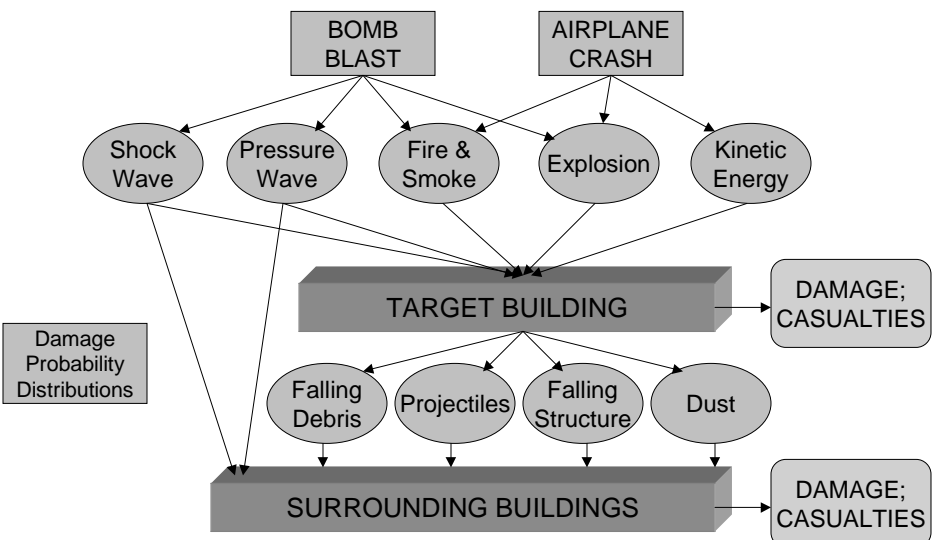 BOMB
BLAST
AIRPLANE
CRASH
Shock
Wave
Pressure
Wave
Fire &
Smoke
Explosion
Kinetic
Energy
TARGET BUILDING
DAMAGE;
CASUALTIES
Damage
Probability
Distributions
Falling
Debris
Projectiles
Falling
Structure
Dust
SURROUNDING BUILDINGS
DAMAGE;
CASUALTIES